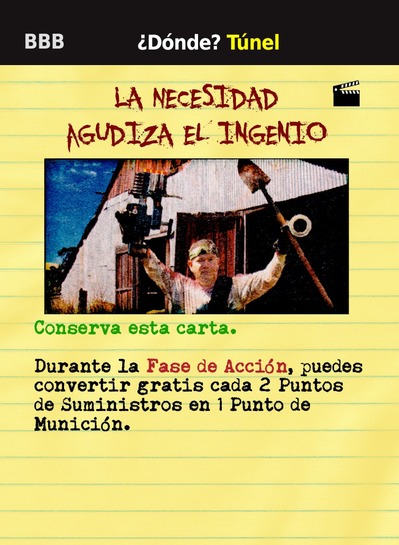 BBB ¿Dónde? Túnel
LA NECESIDAD
AGUDIZA EL INGENIO
Conserva esta carta.
Durante la Fase de Acción, puedes
convertir gratis cada 2 Puntos
de Suministros en 1 Punto de
Munición.